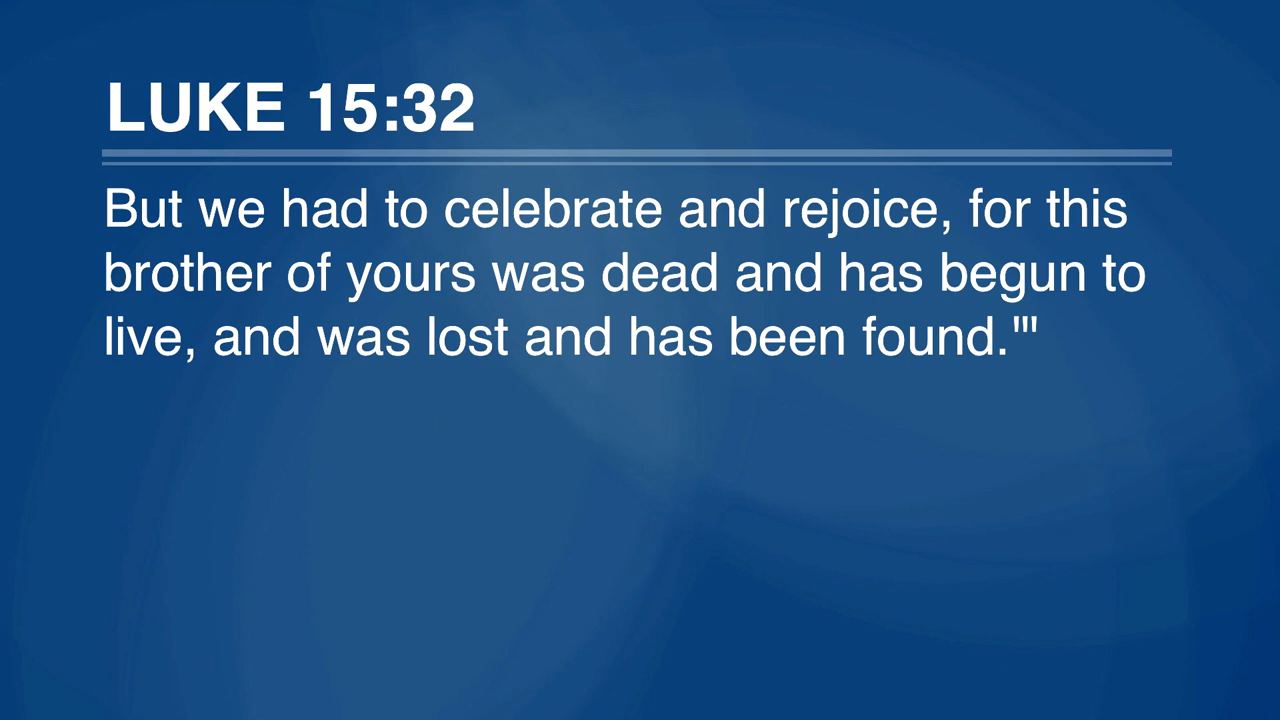 LUKE 15:32
But we had to celebrate and rejoice, for this
brother of yours was dead and has begun to
live, and was lost and has been found."'